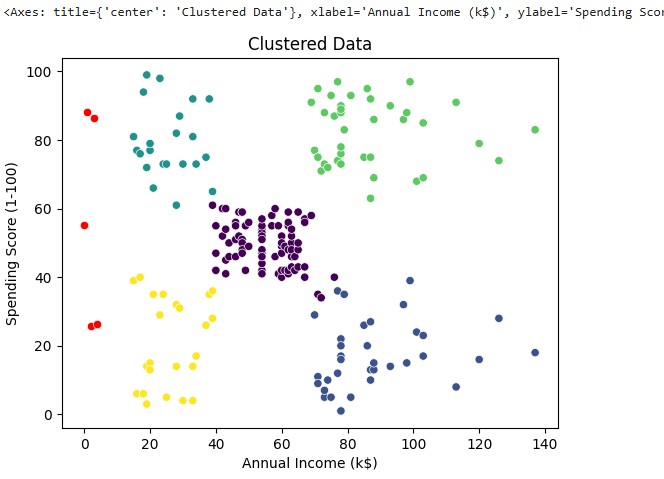 <Axes: title={'center': 'Clustered Data'}, xlabel='Annual Income (k$)', ylabel='Spending Scor
Clustered Data
100
80
60
40
20
0
Spending Score (1-100)
0 20 40 60 80 100 120 140
Annual Income (k$)